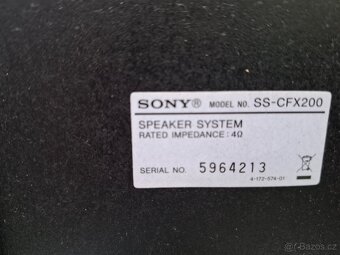 SONY® MODEL NO. SS-CFX200
SPEAKER SYSTEM
RATED IMPEDANCE: 4Ω
SERIAL NO. 5964213
4-172-574-01
bazos.cz